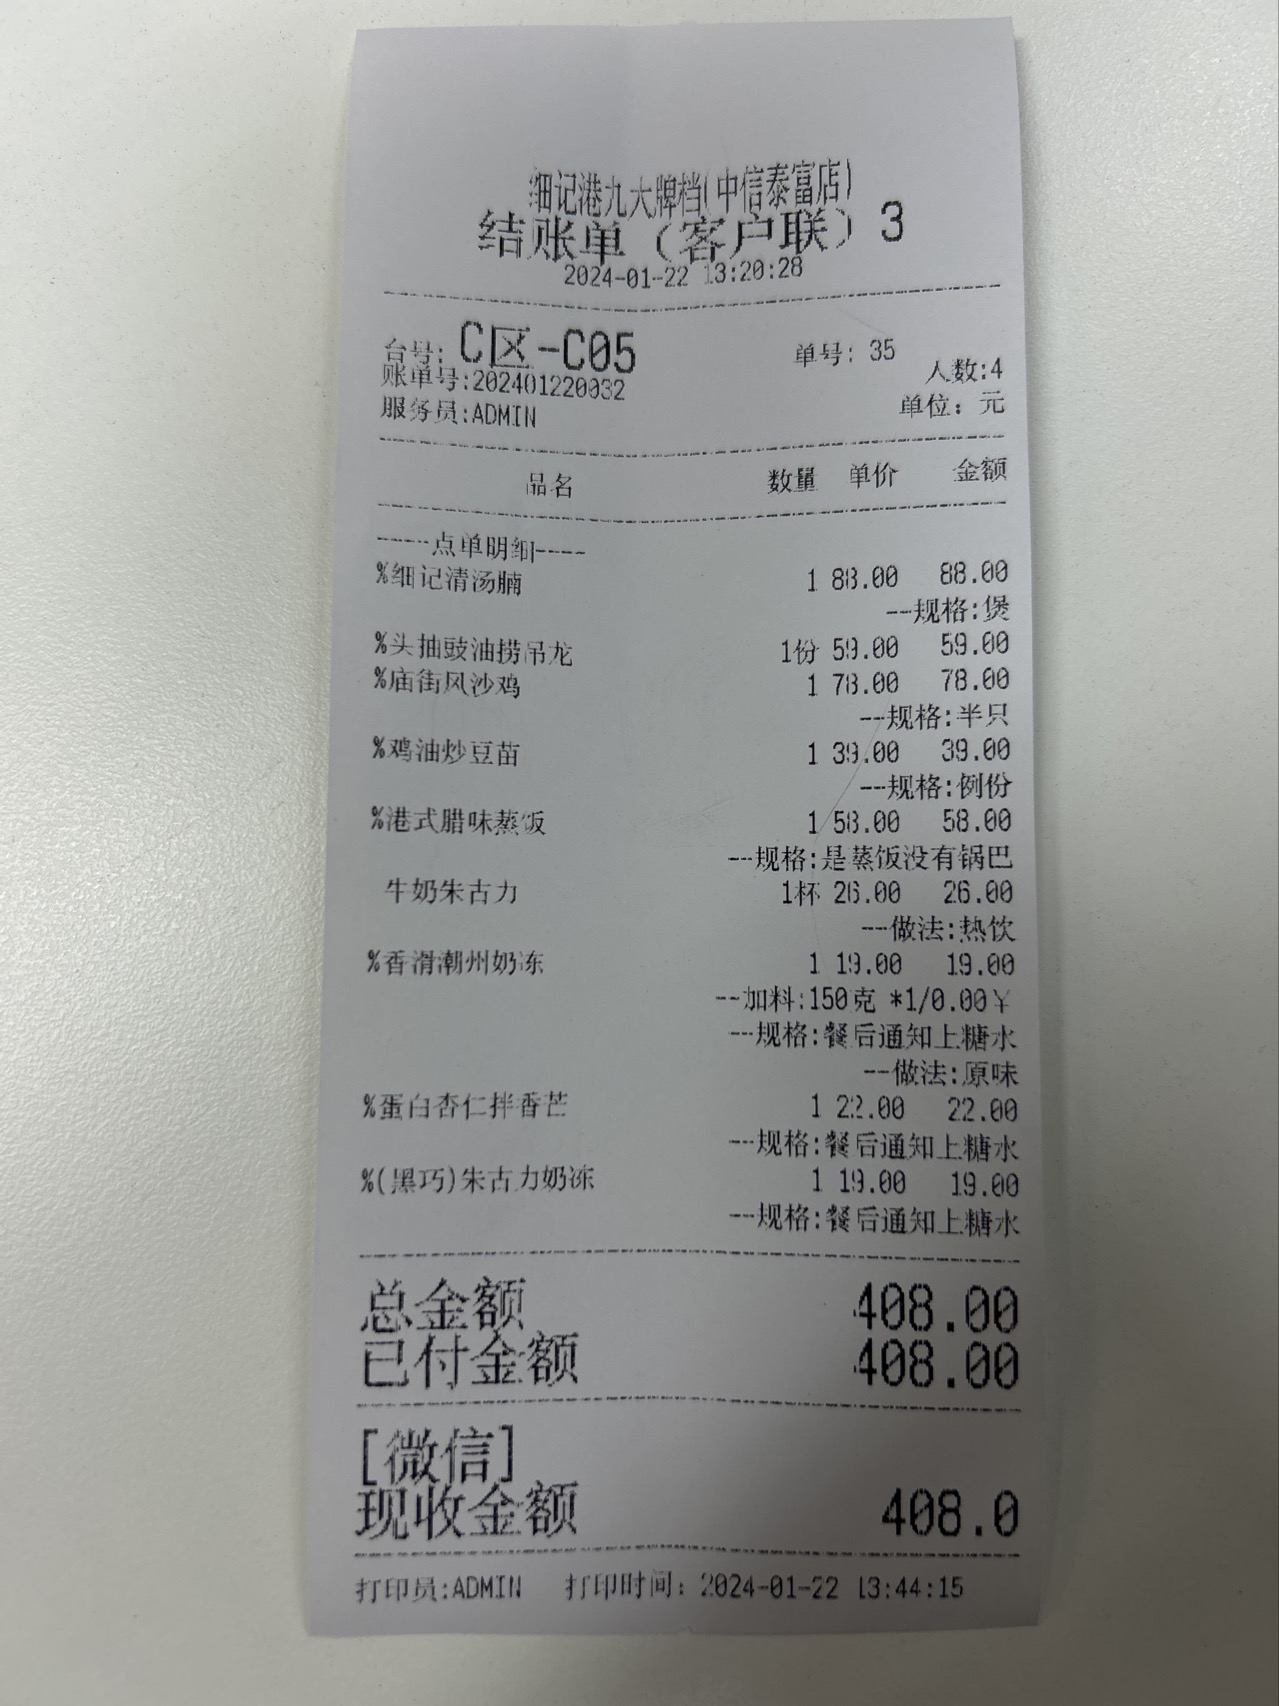 细记港九大牌档(中信泰富店)
结账单（客户联）3
2024-01-22 13:20:28
台号: C区-C05 单号: 35
账单号:202401220032 人数:4
服务员:ADMIN 单位: 元
品名 数量 单价 金额
-----点单明细-----
%细记清汤腩 1 88.00 88.00
--规格:煲
%头抽豉油捞吊龙 1份 59.00 59.00
%庙街风沙鸡 1 78.00 78.00
--规格:半只
%鸡油炒豆苗 1 39.00 39.00
--规格:例份
%港式腊味蒸饭 1 58.00 58.00
--规格:是蒸饭没有锅巴
牛奶朱古力 1杯 26.00 26.00
--做法:热饮
%香滑潮州奶冻 1 19.00 19.00
--加料:150克 *1/0.00¥
--规格:餐后通知上糖水
--做法:原味
%蛋白杏仁拌香芒 1 22.00 22.00
--规格:餐后通知上糖水
%(黑巧)朱古力奶冻 1 19.00 19.00
--规格:餐后通知上糖水
总金额 408.00
已付金额 408.00
[微信]
现收金额 408.0
打印员:ADMIN 打印时间: 2024-01-22 13:44:15